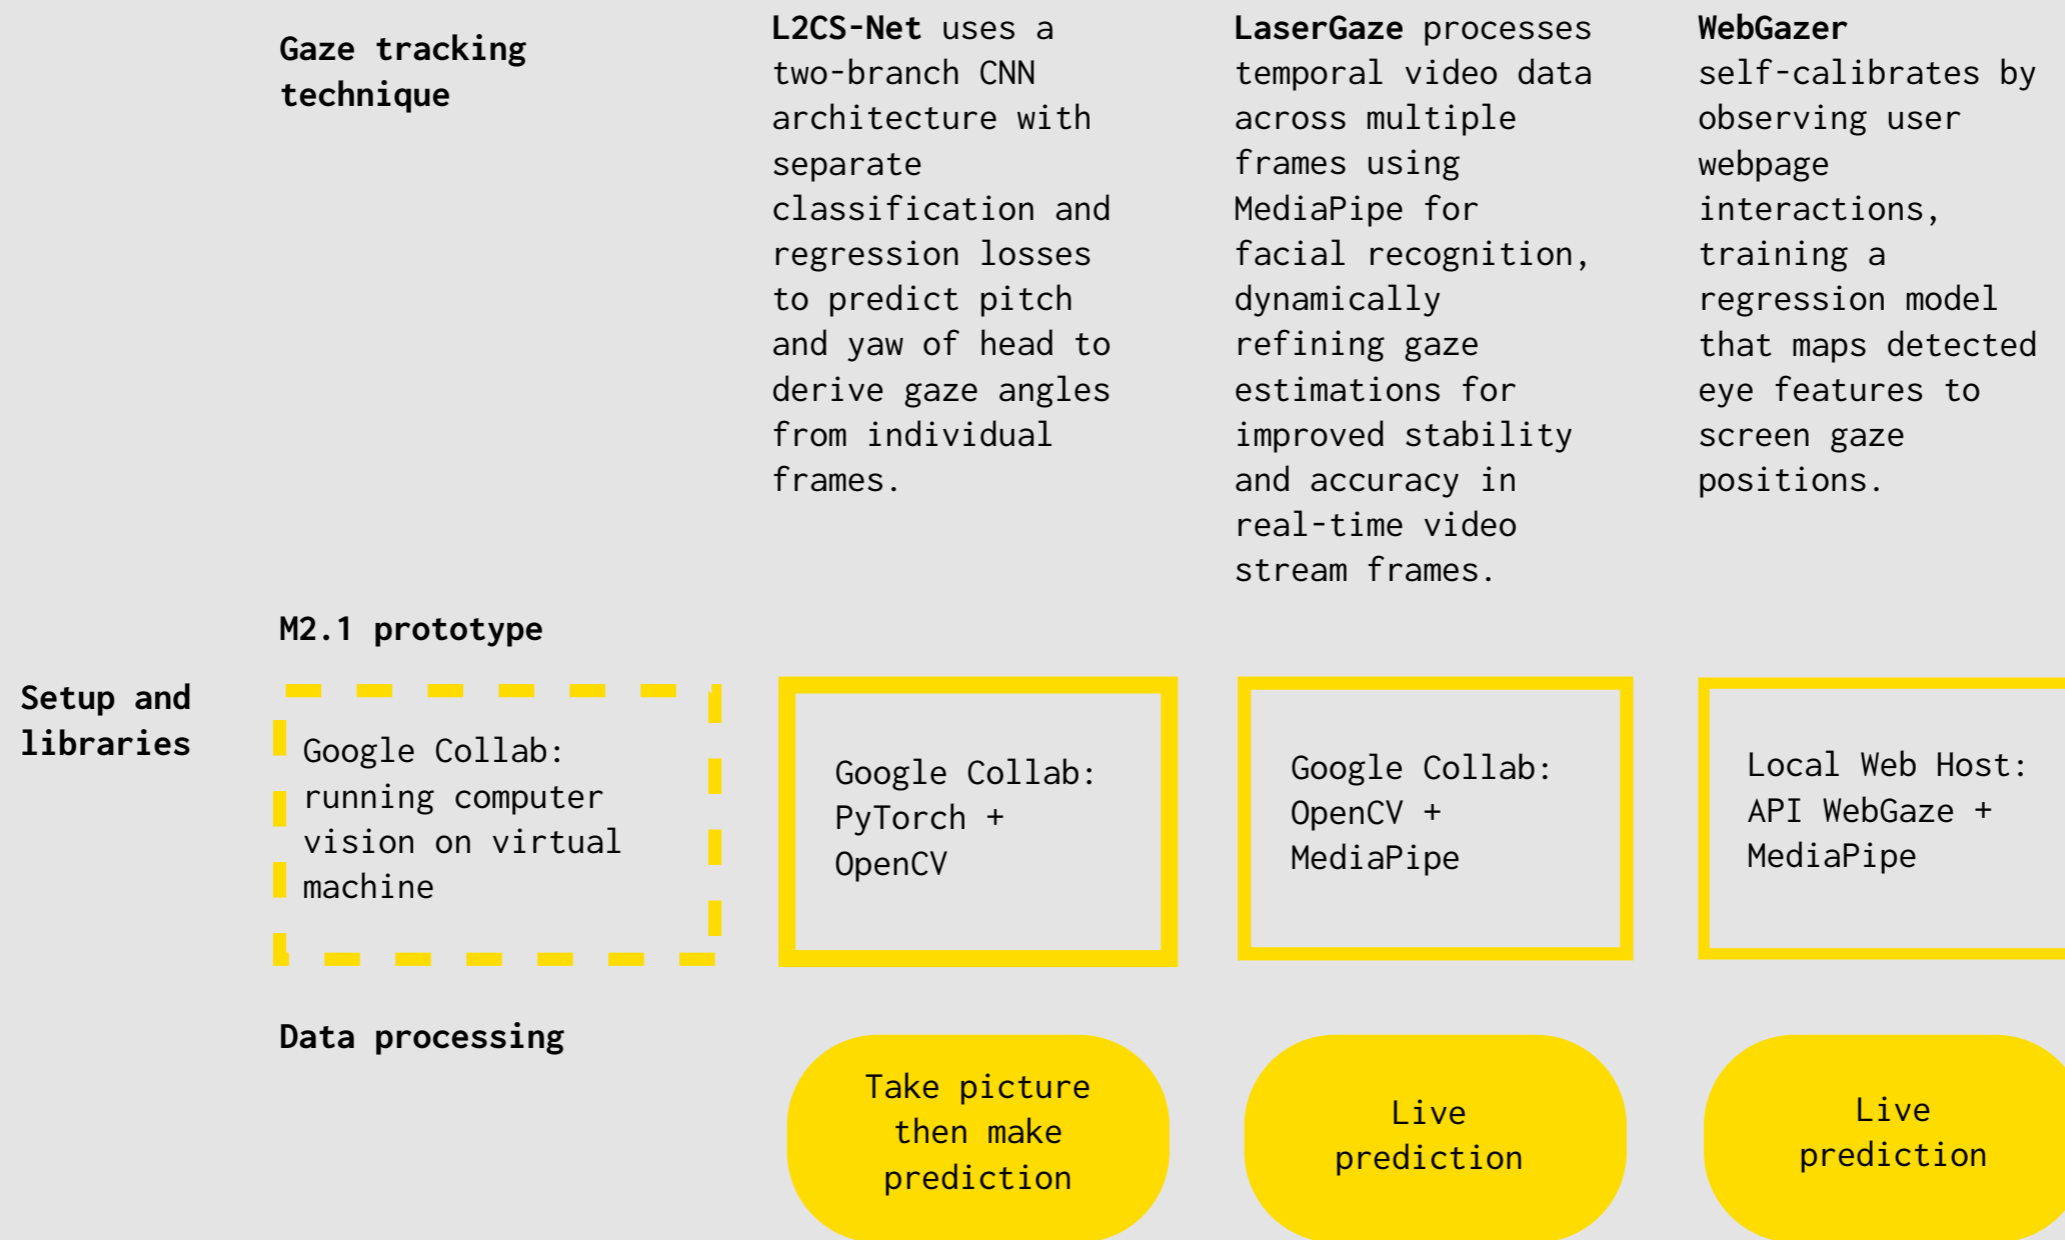 Gaze tracking
technique
L2CS-Net uses a
two-branch CNN
architecture with
separate
classification and
regression losses
to predict pitch
and yaw of head to
derive gaze angles
from individual
frames.
LaserGaze processes
temporal video data
across multiple
frames using
MediaPipe for
facial recognition,
dynamically
refining gaze
estimations for
improved stability
and accuracy in
real-time video
stream frames.
WebGazer
self-calibrates by
observing user
webpage
interactions,
training a
regression model
that maps detected
eye features to
screen gaze
positions.
M2.1 prototype
Setup and
libraries
Google Collab:
running computer
vision on virtual
machine
Google Collab:
PyTorch +
OpenCV
Google Collab:
OpenCV +
MediaPipe
Local Web Host:
API WebGaze +
MediaPipe
Data processing
Take picture
then make
prediction
Live
prediction
Live
prediction